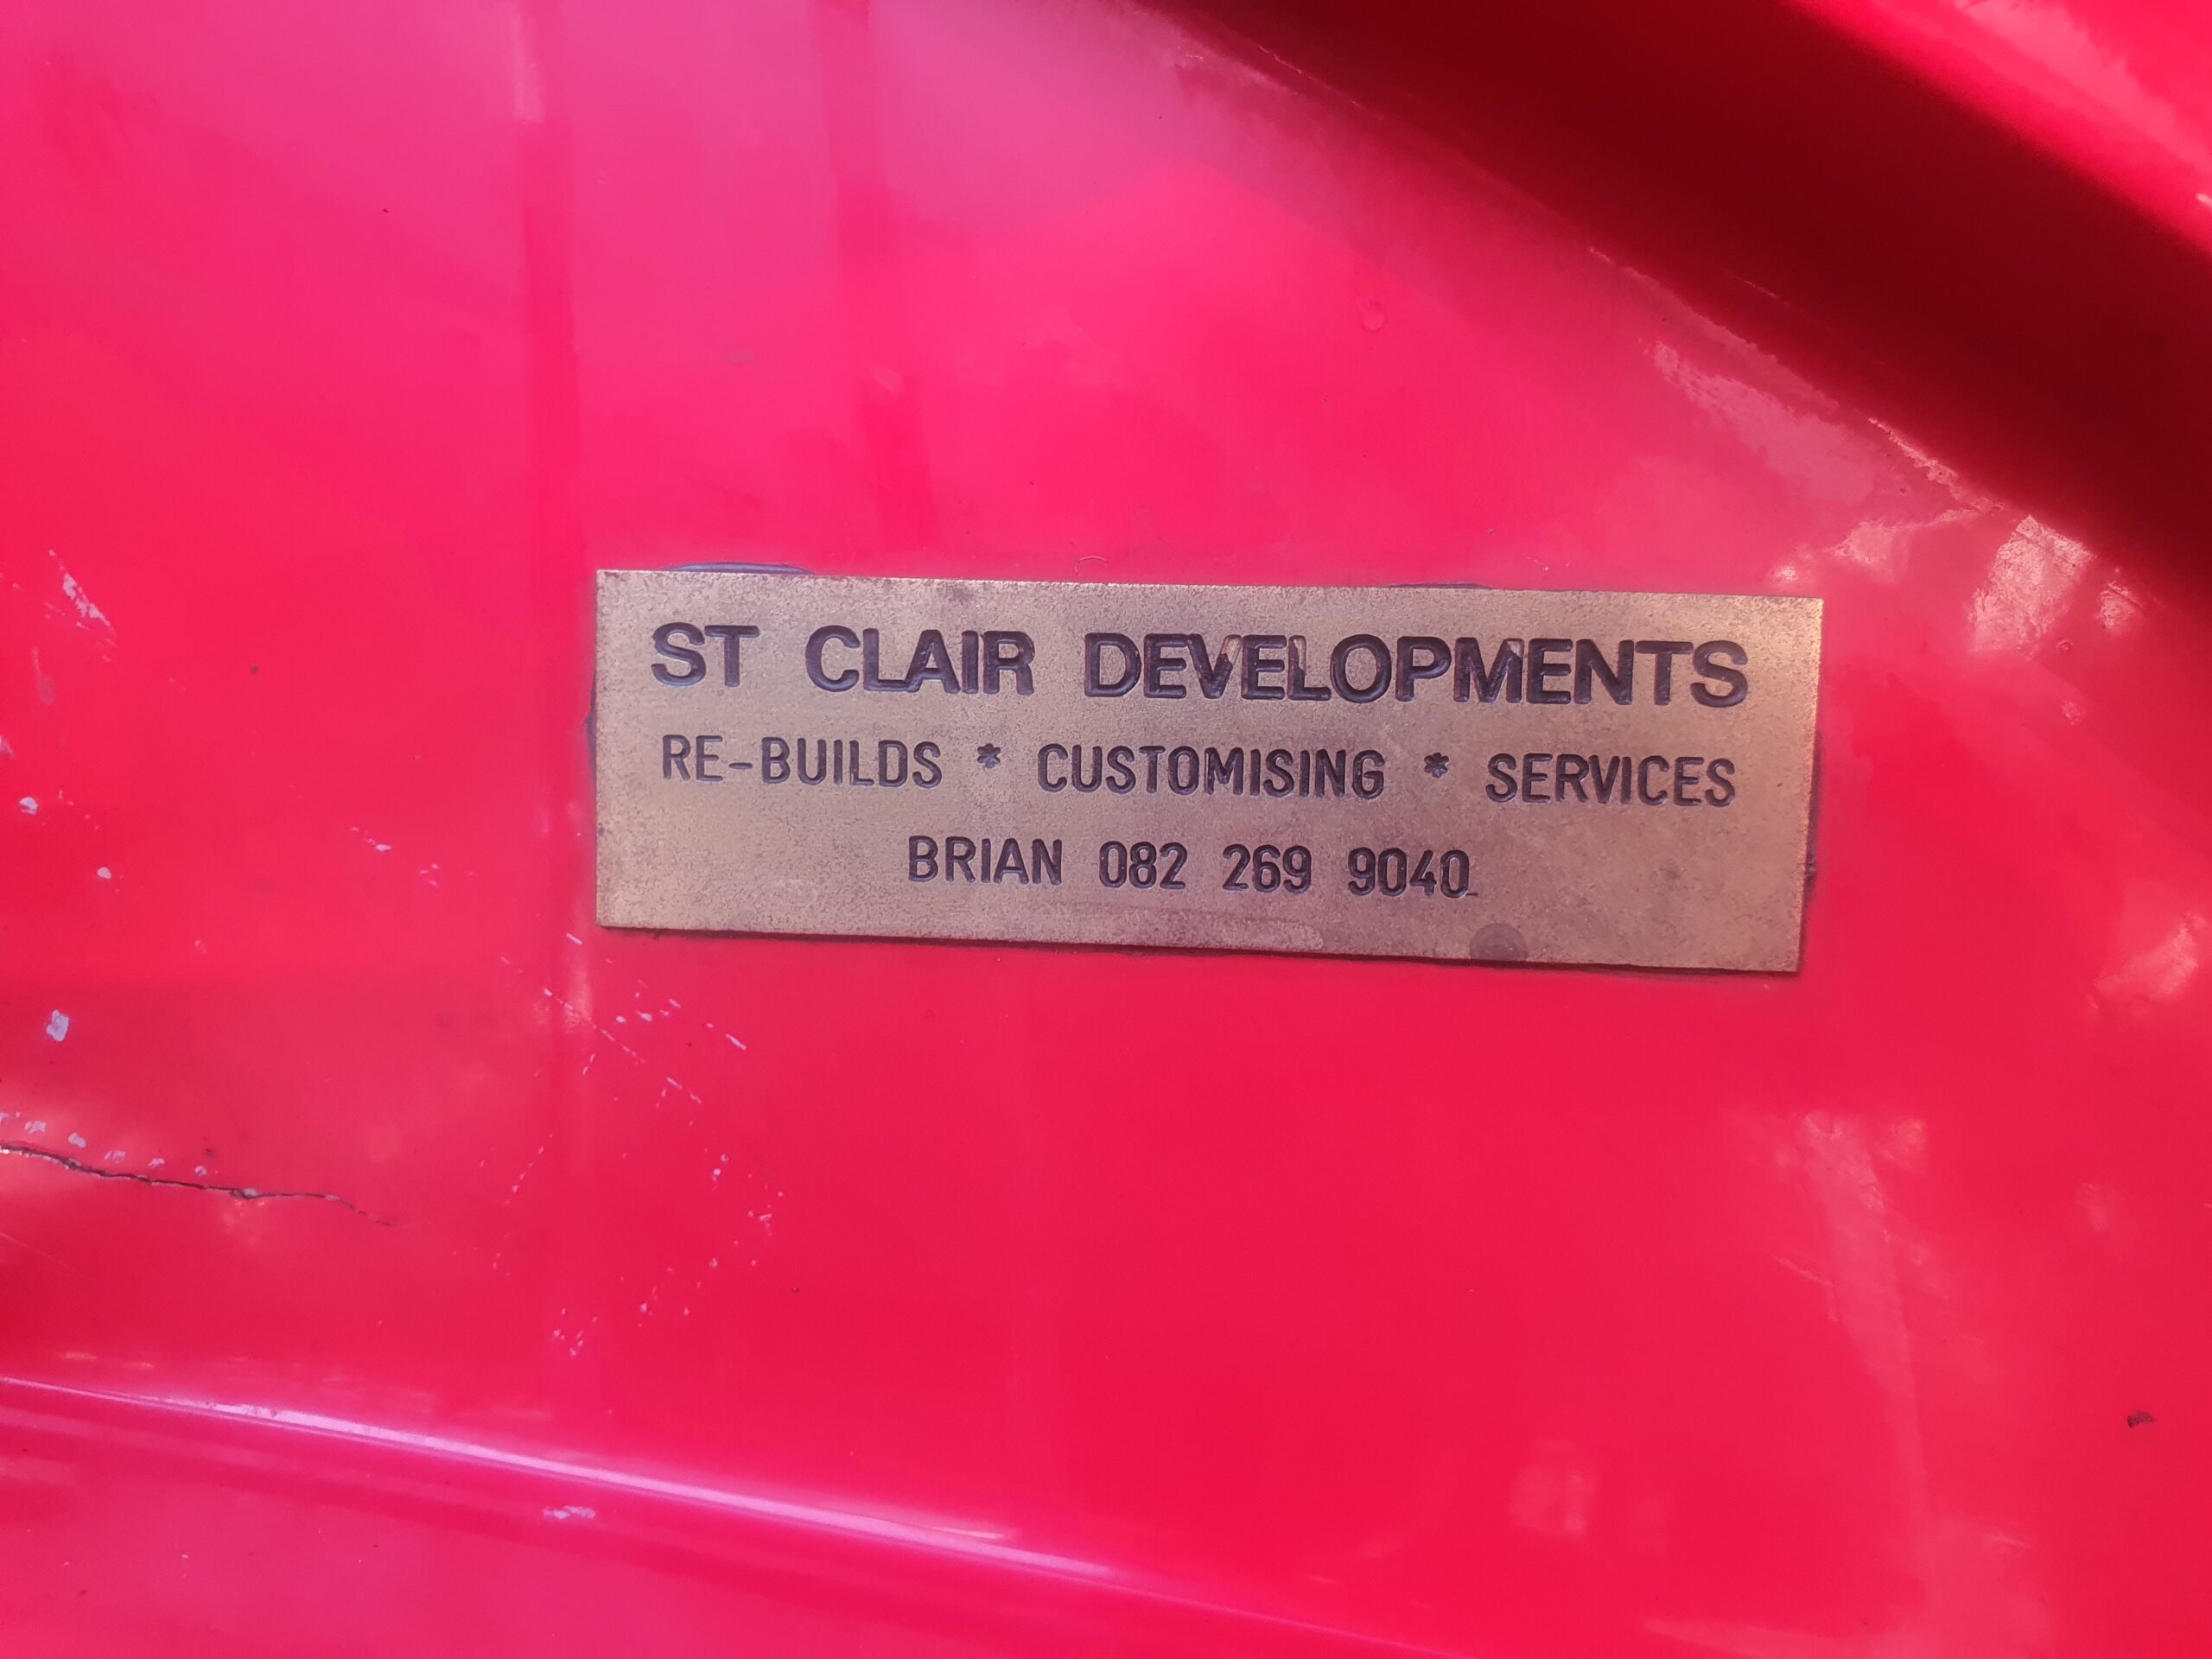 ST CLAIR DEVELOPMENTS
RE-BUILDS * CUSTOMISING * SERVICES
BRIAN 082 269 9040